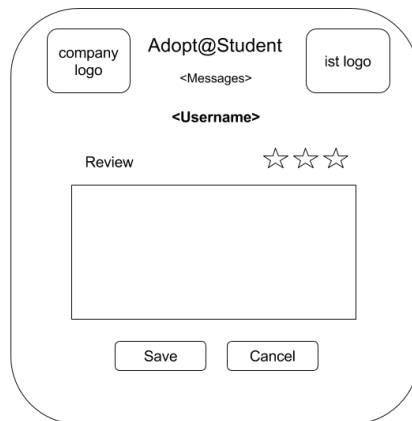 company
logo
Adopt@Student
ist logo
<Messages>
<Username>
Review
Save
Cancel